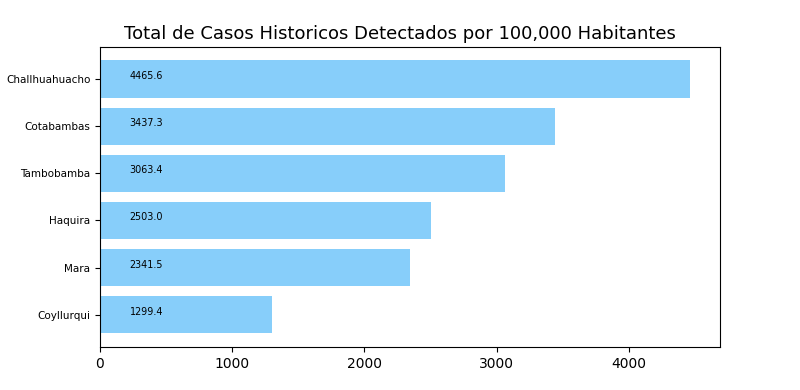 Total de Casos Historicos Detectados por 100,000 Habitantes
Challhuahuacho 4465.6
Cotabambas 3437.3
Tambobamba 3063.4
Haquira 2503.0
Mara 2341.5
Coyllurqui 1299.4
0 1000 2000 3000 4000